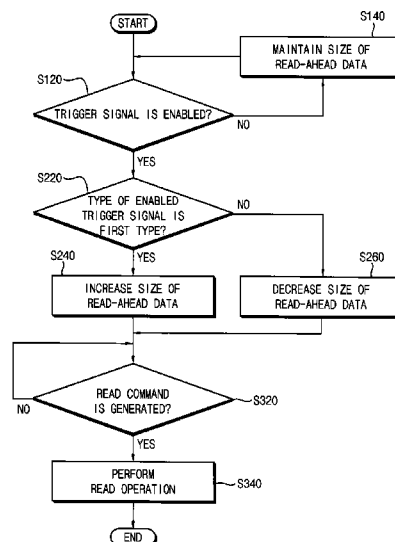 START
S140
MAINTAIN SIZE OF
READ-AHEAD DATA
S120
TRIGGER SIGNAL IS ENABLED?
NO
YES
S220
TYPE OF ENABLED
TRIGGER SIGNAL IS
FIRST TYPE?
NO
YES
S240
INCREASE SIZE OF
READ-AHEAD DATA
S260
DECREASE SIZE OF
READ-AHEAD DATA
READ COMMAND
IS GENERATED?
NO
S320
YES
PERFORM
READ OPERATION
S340
END